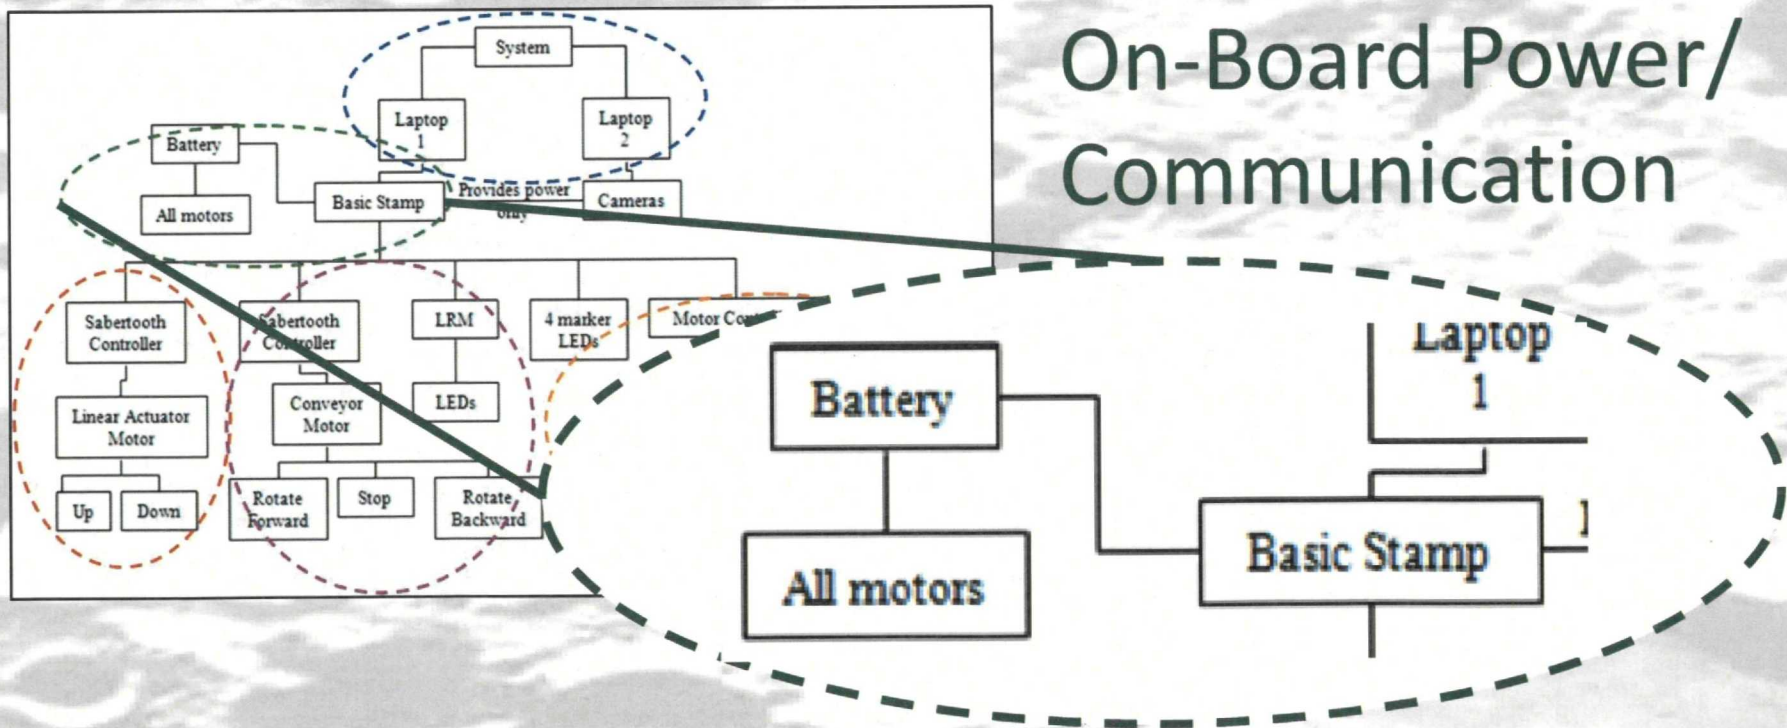 On-Board Power/
Communication
System
Laptop
1
Laptop
2
Battery
All motors
Basic Stamp
Provides power
only
Cameras
Sabertooth
Controller
Sabertooth
Controller
LRM
4 marker
LEDs
Motor
Linear Actuator
Motor
Conveyor
Motor
LEDs
Up
Down
Rotate
Forward
Stop
Rotate
Backward
Laptop
1
Battery
All motors
Basic Stamp